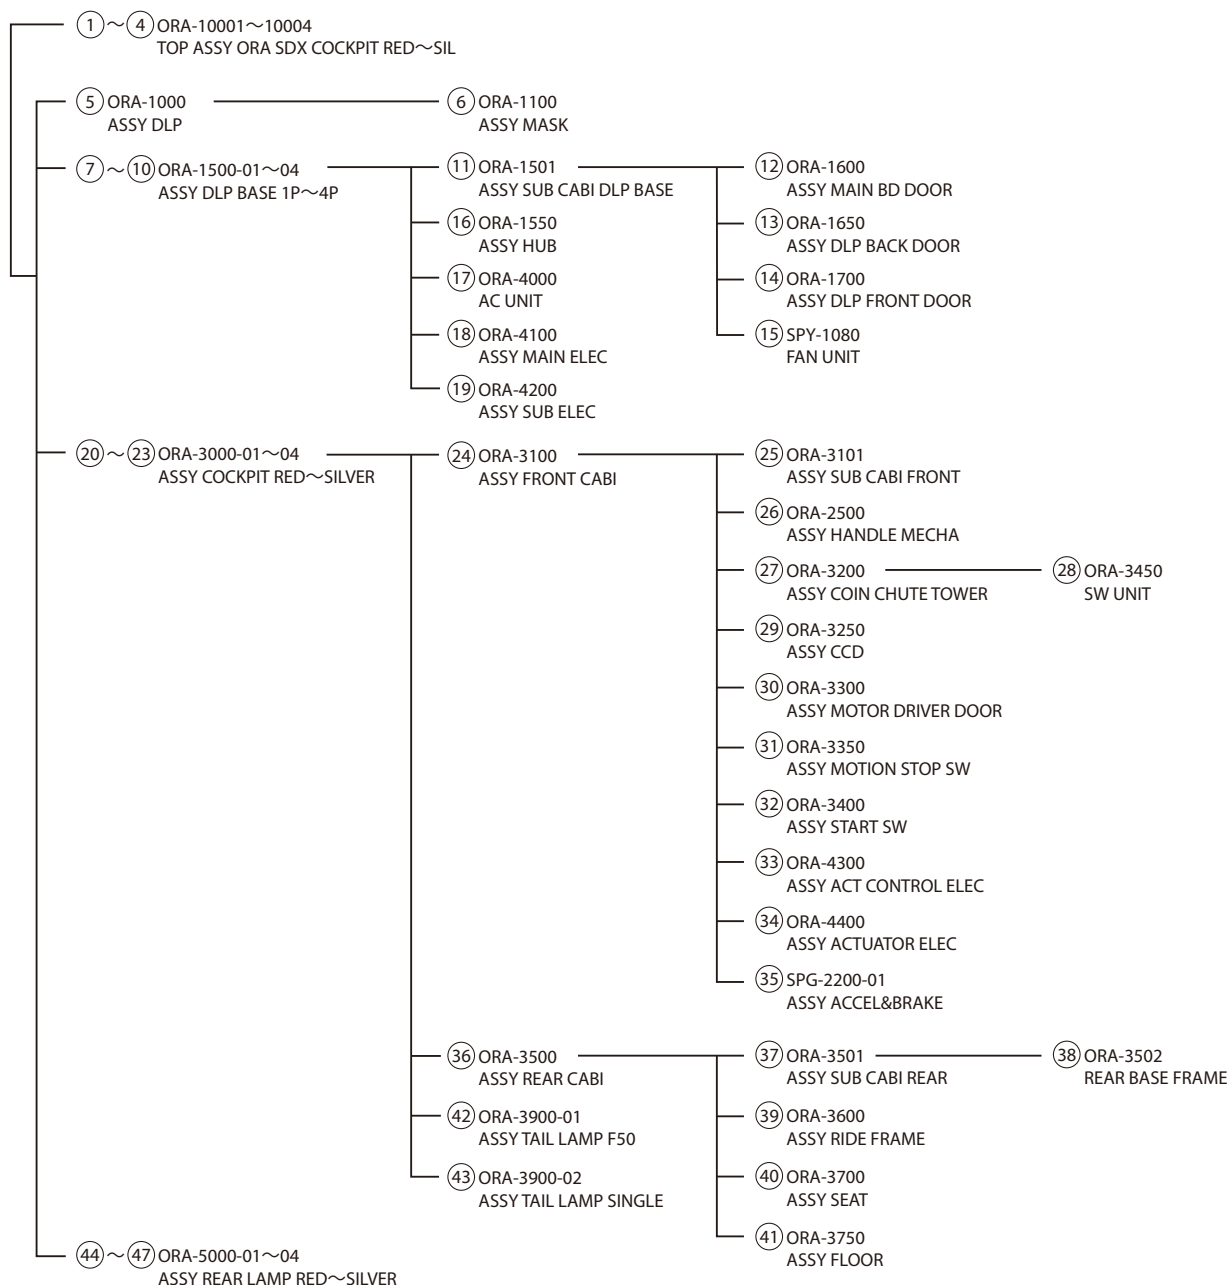 1～4 ORA-10001～10004
TOP ASSY ORA SDX COCKPIT RED～SIL
5 ORA-1000
ASSY DLP
6 ORA-1100
ASSY MASK
7～10 ORA-1500-01～04
ASSY DLP BASE 1P～4P
11 ORA-1501
ASSY SUB CABI DLP BASE
12 ORA-1600
ASSY MAIN BD DOOR
13 ORA-1650
ASSY DLP BACK DOOR
14 ORA-1700
ASSY DLP FRONT DOOR
15 SPY-1080
FAN UNIT
16 ORA-1550
ASSY HUB
17 ORA-4000
AC UNIT
18 ORA-4100
ASSY MAIN ELEC
19 ORA-4200
ASSY SUB ELEC
20～23 ORA-3000-01～04
ASSY COCKPIT RED～SILVER
24 ORA-3100
ASSY FRONT CABI
25 ORA-3101
ASSY SUB CABI FRONT
26 ORA-2500
ASSY HANDLE MECHA
27 ORA-3200
ASSY COIN CHUTE TOWER
28 ORA-3450
SW UNIT
29 ORA-3250
ASSY CCD
30 ORA-3300
ASSY MOTOR DRIVER DOOR
31 ORA-3350
ASSY MOTION STOP SW
32 ORA-3400
ASSY START SW
33 ORA-4300
ASSY ACT CONTROL ELEC
34 ORA-4400
ASSY ACTUATOR ELEC
35 SPG-2200-01
ASSY ACCEL&BRAKE
36 ORA-3500
ASSY REAR CABI
37 ORA-3501
ASSY SUB CABI REAR
38 ORA-3502
REAR BASE FRAME
39 ORA-3600
ASSY RIDE FRAME
40 ORA-3700
ASSY SEAT
41 ORA-3750
ASSY FLOOR
42 ORA-3900-01
ASSY TAIL LAMP F50
43 ORA-3900-02
ASSY TAIL LAMP SINGLE
44～47 ORA-5000-01～04
ASSY REAR LAMP RED～SILVER